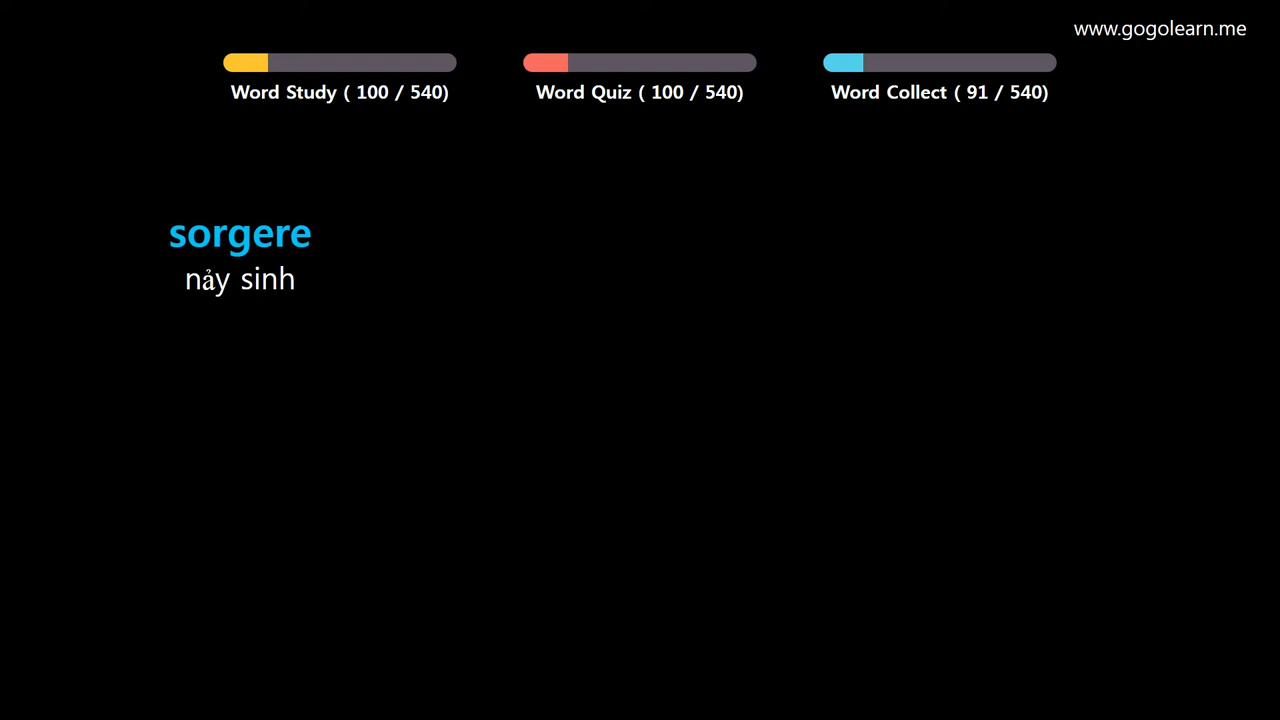 www.gogolearn.me
Word Study ( 100 / 540)
Word Quiz ( 100 / 540)
Word Collect ( 91 / 540)
sorgere
nảy sinh